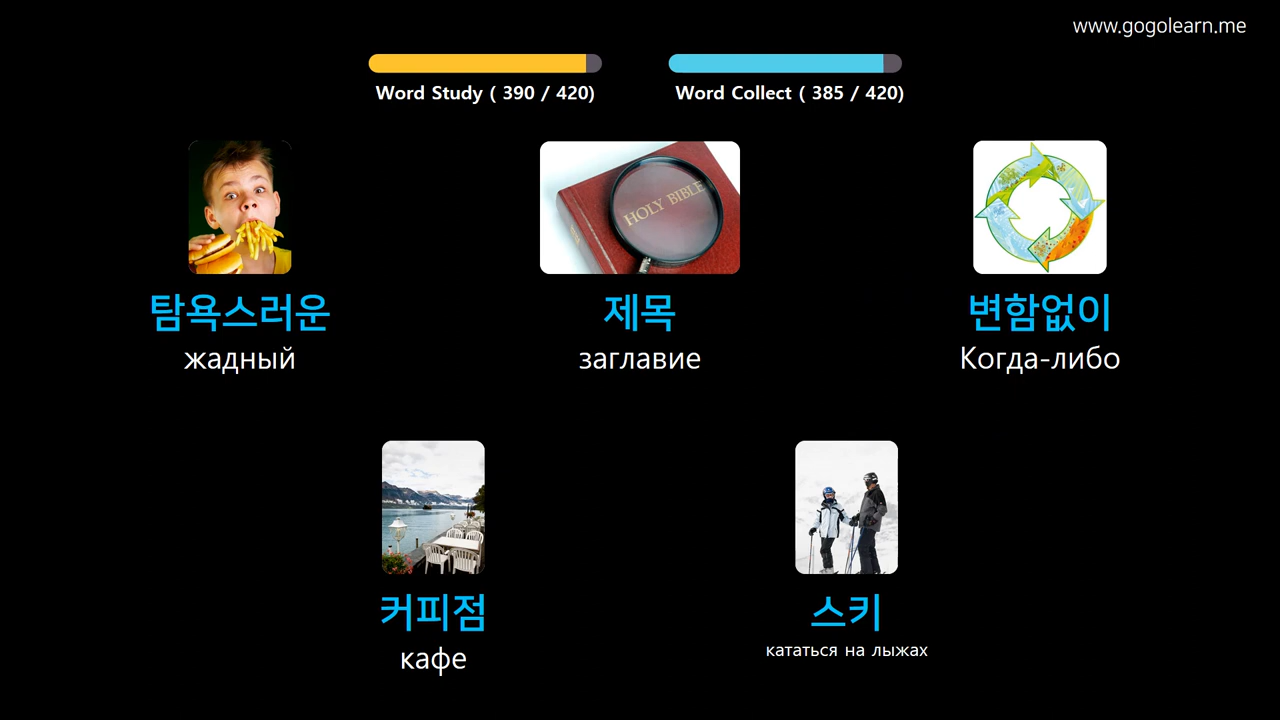 www.gogolearn.me
Word Study ( 390 / 420)
Word Collect ( 385 / 420)
HOLY BIBLE
탐욕스러운
жадный
제목
заглавие
변함없이
Когда-либо
커피점
кафе
스키
кататься на лыжах